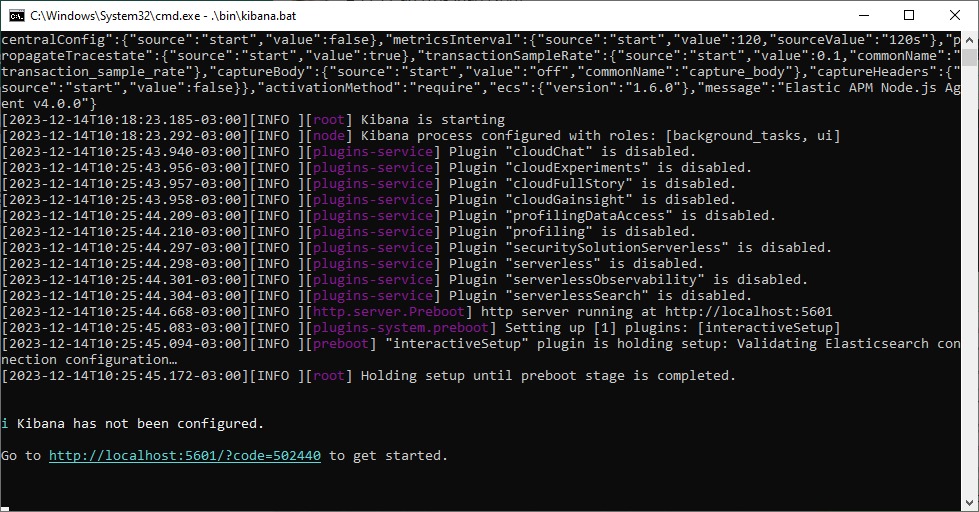 C:\Windows\System32\cmd.exe - .\bin\kibana.bat
centralConfig":{"source":"start","value":false},"metricsInterval":{"source":"start","value":120,"sourceValue":"120s"},"p
ropagateTracestate":{"source":"start","value":true},"transactionSampleRate":{"source":"start","value":0.1,"commonName":"
transaction_sample_rate"},"captureBody":{"source":"start","value":"off","commonName":"capture_body"},"captureHeaders":{"
source":"start","value":false}},"activationMethod":"require","ecs":{"version":"1.6.0"},"message":"Elastic APM Node.js Ag
ent v4.0.0"}
[2023-12-14T10:18:23.185-03:00][INFO ][root] Kibana is starting
[2023-12-14T10:18:23.292-03:00][INFO ][node] Kibana process configured with roles: [background_tasks, ui]
[2023-12-14T10:25:43.940-03:00][INFO ][plugins-service] Plugin "cloudChat" is disabled.
[2023-12-14T10:25:43.956-03:00][INFO ][plugins-service] Plugin "cloudExperiments" is disabled.
[2023-12-14T10:25:43.957-03:00][INFO ][plugins-service] Plugin "cloudFullStory" is disabled.
[2023-12-14T10:25:43.958-03:00][INFO ][plugins-service] Plugin "cloudGainsight" is disabled.
[2023-12-14T10:25:44.209-03:00][INFO ][plugins-service] Plugin "profilingDataAccess" is disabled.
[2023-12-14T10:25:44.210-03:00][INFO ][plugins-service] Plugin "profiling" is disabled.
[2023-12-14T10:25:44.297-03:00][INFO ][plugins-service] Plugin "securitySolutionServerless" is disabled.
[2023-12-14T10:25:44.298-03:00][INFO ][plugins-service] Plugin "serverless" is disabled.
[2023-12-14T10:25:44.301-03:00][INFO ][plugins-service] Plugin "serverlessObservability" is disabled.
[2023-12-14T10:25:44.304-03:00][INFO ][plugins-service] Plugin "serverlessSearch" is disabled.
[2023-12-14T10:25:44.668-03:00][INFO ][http.server.Preboot] http server running at http://localhost:5601
[2023-12-14T10:25:45.083-03:00][INFO ][plugins-system.preboot] Setting up [1] plugins: [interactiveSetup]
[2023-12-14T10:25:45.094-03:00][INFO ][preboot] "interactiveSetup" plugin is holding setup: Validating Elasticsearch con
nection configuration…
[2023-12-14T10:25:45.172-03:00][INFO ][root] Holding setup until preboot stage is completed.
i Kibana has not been configured.
Go to http://localhost:5601/?code=502440 to get started.